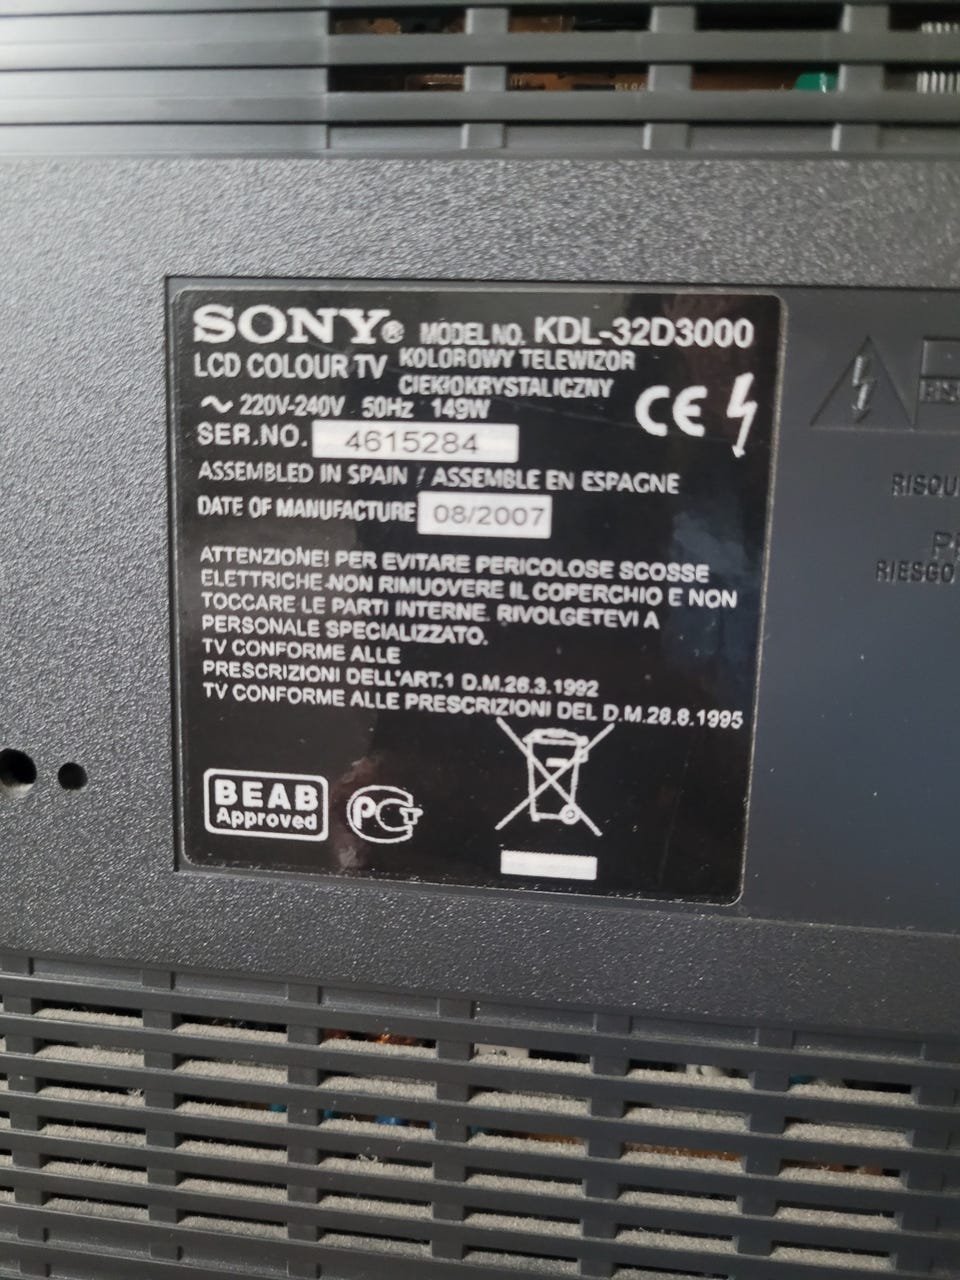 SONY® MODEL NO. KDL-32D3000
LCD COLOUR TV KOLOROWY TELEWIZOR
CIEKŁOKRYSTALICZNY
~ 220V-240V 50Hz 149W
SER.NO. 4615284
ASSEMBLED IN SPAIN / ASSEMBLE EN ESPAGNE
DATE OF MANUFACTURE 08/2007
ATTENZIONE! PER EVITARE PERICOLOSE SCOSSE
ELETTRICHE-NON RIMUOVERE IL COPERCHIO E NON
TOCCARE LE PARTI INTERNE. RIVOLGETEVI A
PERSONALE SPECIALIZZATO.
TV CONFORME ALLE
PRESCRIZIONI DELL'ART.1 D.M.26.3.1992
TV CONFORME ALLE PRESCRIZIONI DEL D.M.28.8.1995
CE
BEAB
Approved
PCT
RISQU
RIESGO